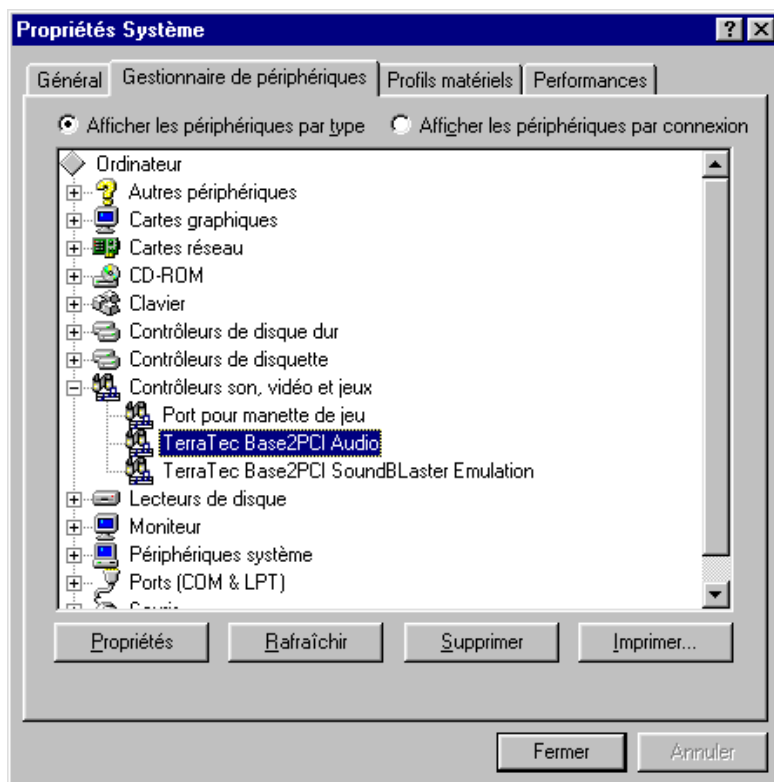 Propriétés Système
Général Gestionnaire de périphériques Profils matériels Performances
Afficher les périphériques par type Afficher les périphériques par connexion
Ordinateur
Autres périphériques
Cartes graphiques
Cartes réseau
CD-ROM
Clavier
Contrôleurs de disque dur
Contrôleurs de disquette
Contrôleurs son, vidéo et jeux
Port pour manette de jeu
TerraTec Base2PCI Audio
TerraTec Base2PCI SoundBLaster Emulation
Lecteurs de disque
Moniteur
Périphériques système
Ports (COM & LPT)
Propriétés Rafraîchir Supprimer Imprimer...
Fermer Annuler